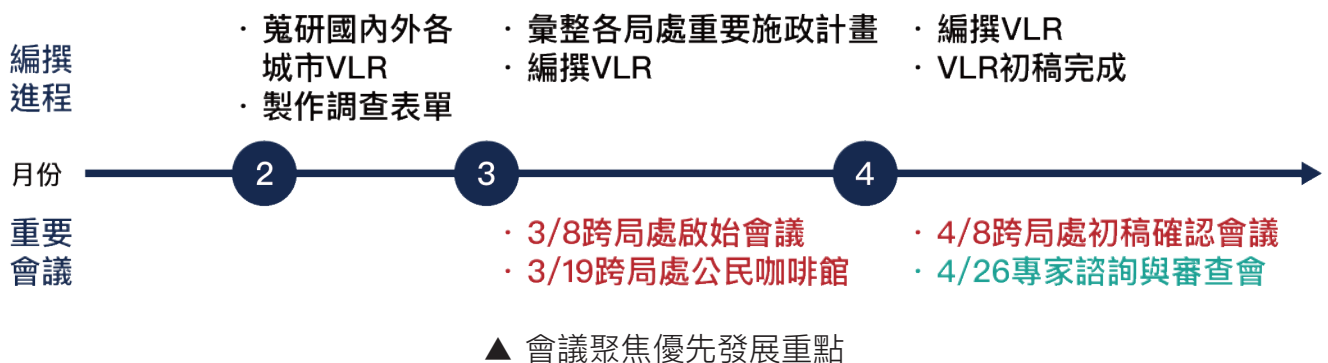 編撰
進程
· 蒐研國內外各
城市VLR
· 製作調查表單
· 彙整各局處重要施政計畫
· 編撰VLR
· 編撰VLR
· VLR初稿完成
月份
2
3
4
重要
會議
· 3/8跨局處啟始會議
· 3/19跨局處公民咖啡館
· 4/8跨局處初稿確認會議
· 4/26專家諮詢與審查會
▲ 會議聚焦優先發展重點